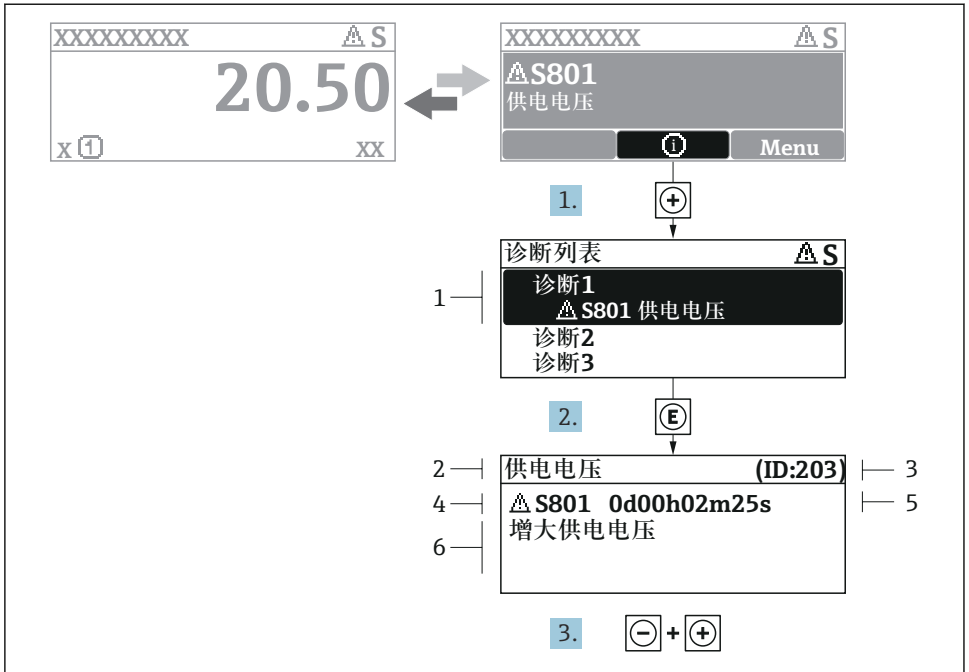 XXXXXXXXX S
20.50
X 1 XX
XXXXXXXXX S
S801
供电电压
i Menu
1. +
诊断列表 S
1
诊断1
S801 供电电压
诊断2
诊断3
2. E
2 供电电压 (ID:203) 3
4 S801 0d00h02m25s 5
增大供电电压
6
3. - + +